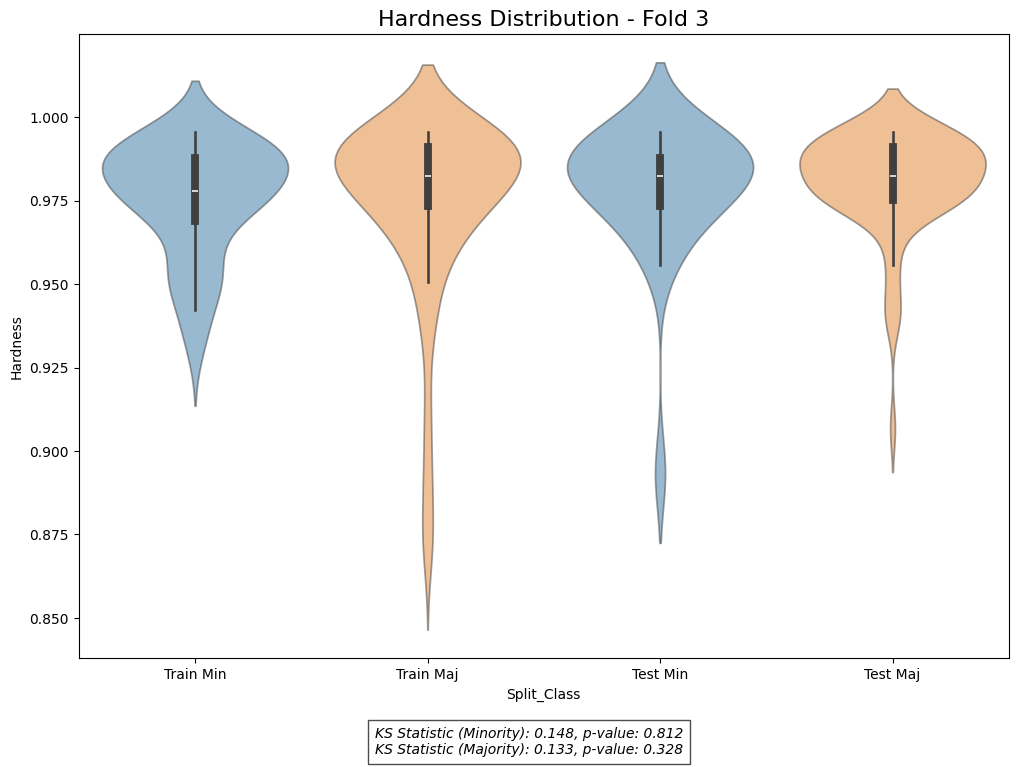 Hardness Distribution - Fold 3
Hardness
1.000
0.975
0.950
0.925
0.900
0.875
0.850
Train Min
Train Maj
Test Min
Test Maj
Split_Class
KS Statistic (Minority): 0.148, p-value: 0.812
KS Statistic (Majority): 0.133, p-value: 0.328